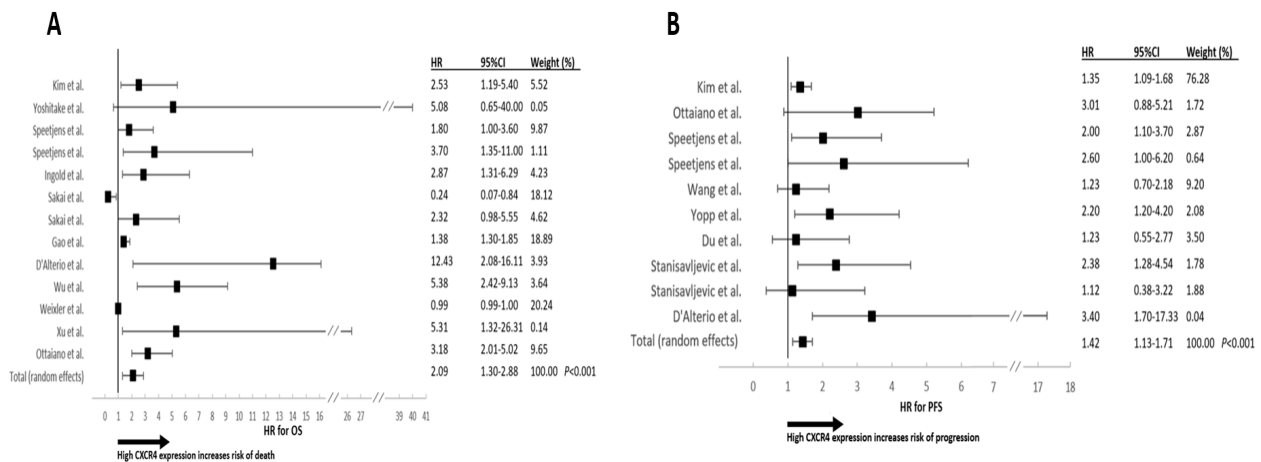 A
HR 95%CI Weight (%)
Kim et al. 2.53 1.19-5.40 5.52
Yoshitake et al. 5.08 0.65-40.00 0.05
Speetjens et al. 1.80 1.00-3.60 9.87
Speetjens et al. 3.70 1.35-11.00 1.11
Ingold et al. 2.87 1.31-6.29 4.23
Sakai et al. 0.24 0.07-0.84 18.12
Sakai et al. 2.32 0.98-5.55 4.62
Gao et al. 1.38 1.30-1.85 18.89
D'Alterio et al. 12.43 2.08-16.11 3.93
Wu et al. 5.38 2.42-9.13 3.64
Weixler et al. 0.99 0.99-1.00 20.24
Xu et al. 5.31 1.32-26.31 0.14
Ottaiano et al. 3.18 2.01-5.02 9.65
Total (random effects) 2.09 1.30-2.88 100.00 P<0.001
0 1 2 3 4 5 6 7 8 9 10 11 12 13 14 15 16 // 26 27 // 39 40 41
HR for OS
High CXCR4 expression increases risk of death
B
HR 95%CI Weight (%)
Kim et al. 1.35 1.09-1.68 76.28
Ottaiano et al. 3.01 0.88-5.21 1.72
Speetjens et al. 2.00 1.10-3.70 2.87
Speetjens et al. 2.60 1.00-6.20 0.64
Wang et al. 1.23 0.70-2.18 9.20
Yopp et al. 2.20 1.20-4.20 2.08
Du et al. 1.23 0.55-2.77 3.50
Stanisavljevic et al. 2.38 1.28-4.54 1.78
Stanisavljevic et al. 1.12 0.38-3.22 1.88
D'Alterio et al. 3.40 1.70-17.33 0.04
Total (random effects) 1.42 1.13-1.71 100.00 P<0.001
0 1 2 3 4 5 6 7 // 17 18
HR for PFS
High CXCR4 expression increases risk of progression